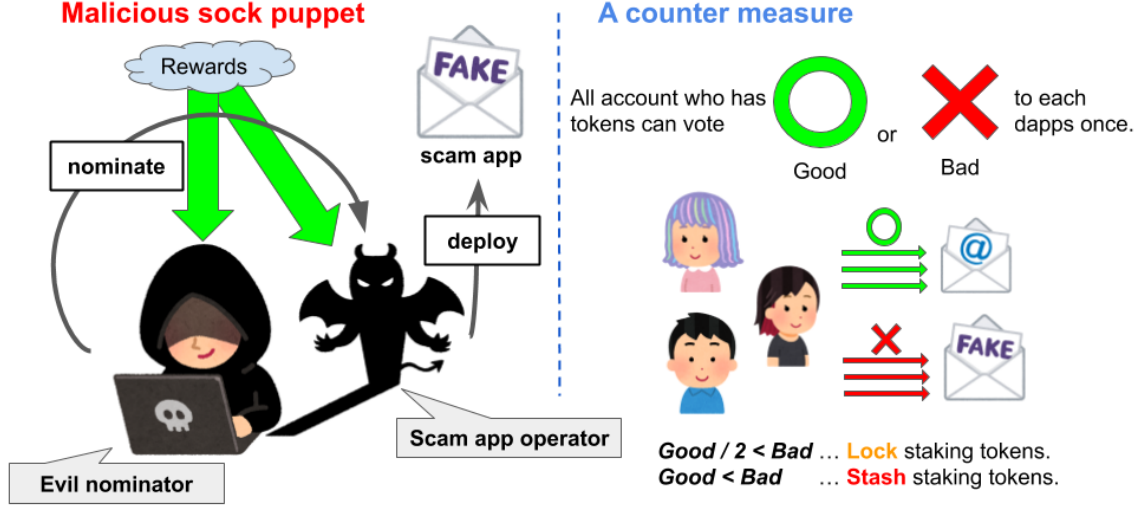 Malicious sock puppet
Rewards
nominate
FAKE
scam app
deploy
Scam app operator
Evil nominator
A counter measure
All account who has
tokens can vote
or
to each
dapps once.
Good
Bad
@
FAKE
Good / 2 < Bad … Lock staking tokens.
Good < Bad … Stash staking tokens.